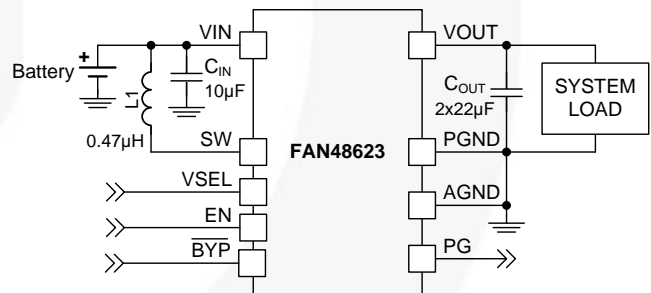 VIN
VOUT
+
Battery
CIN
10µF
L1
0.47µH
COUT
2x22µF
SYSTEM
LOAD
SW
FAN48623
PGND
VSEL
AGND
EN
BYP
PG